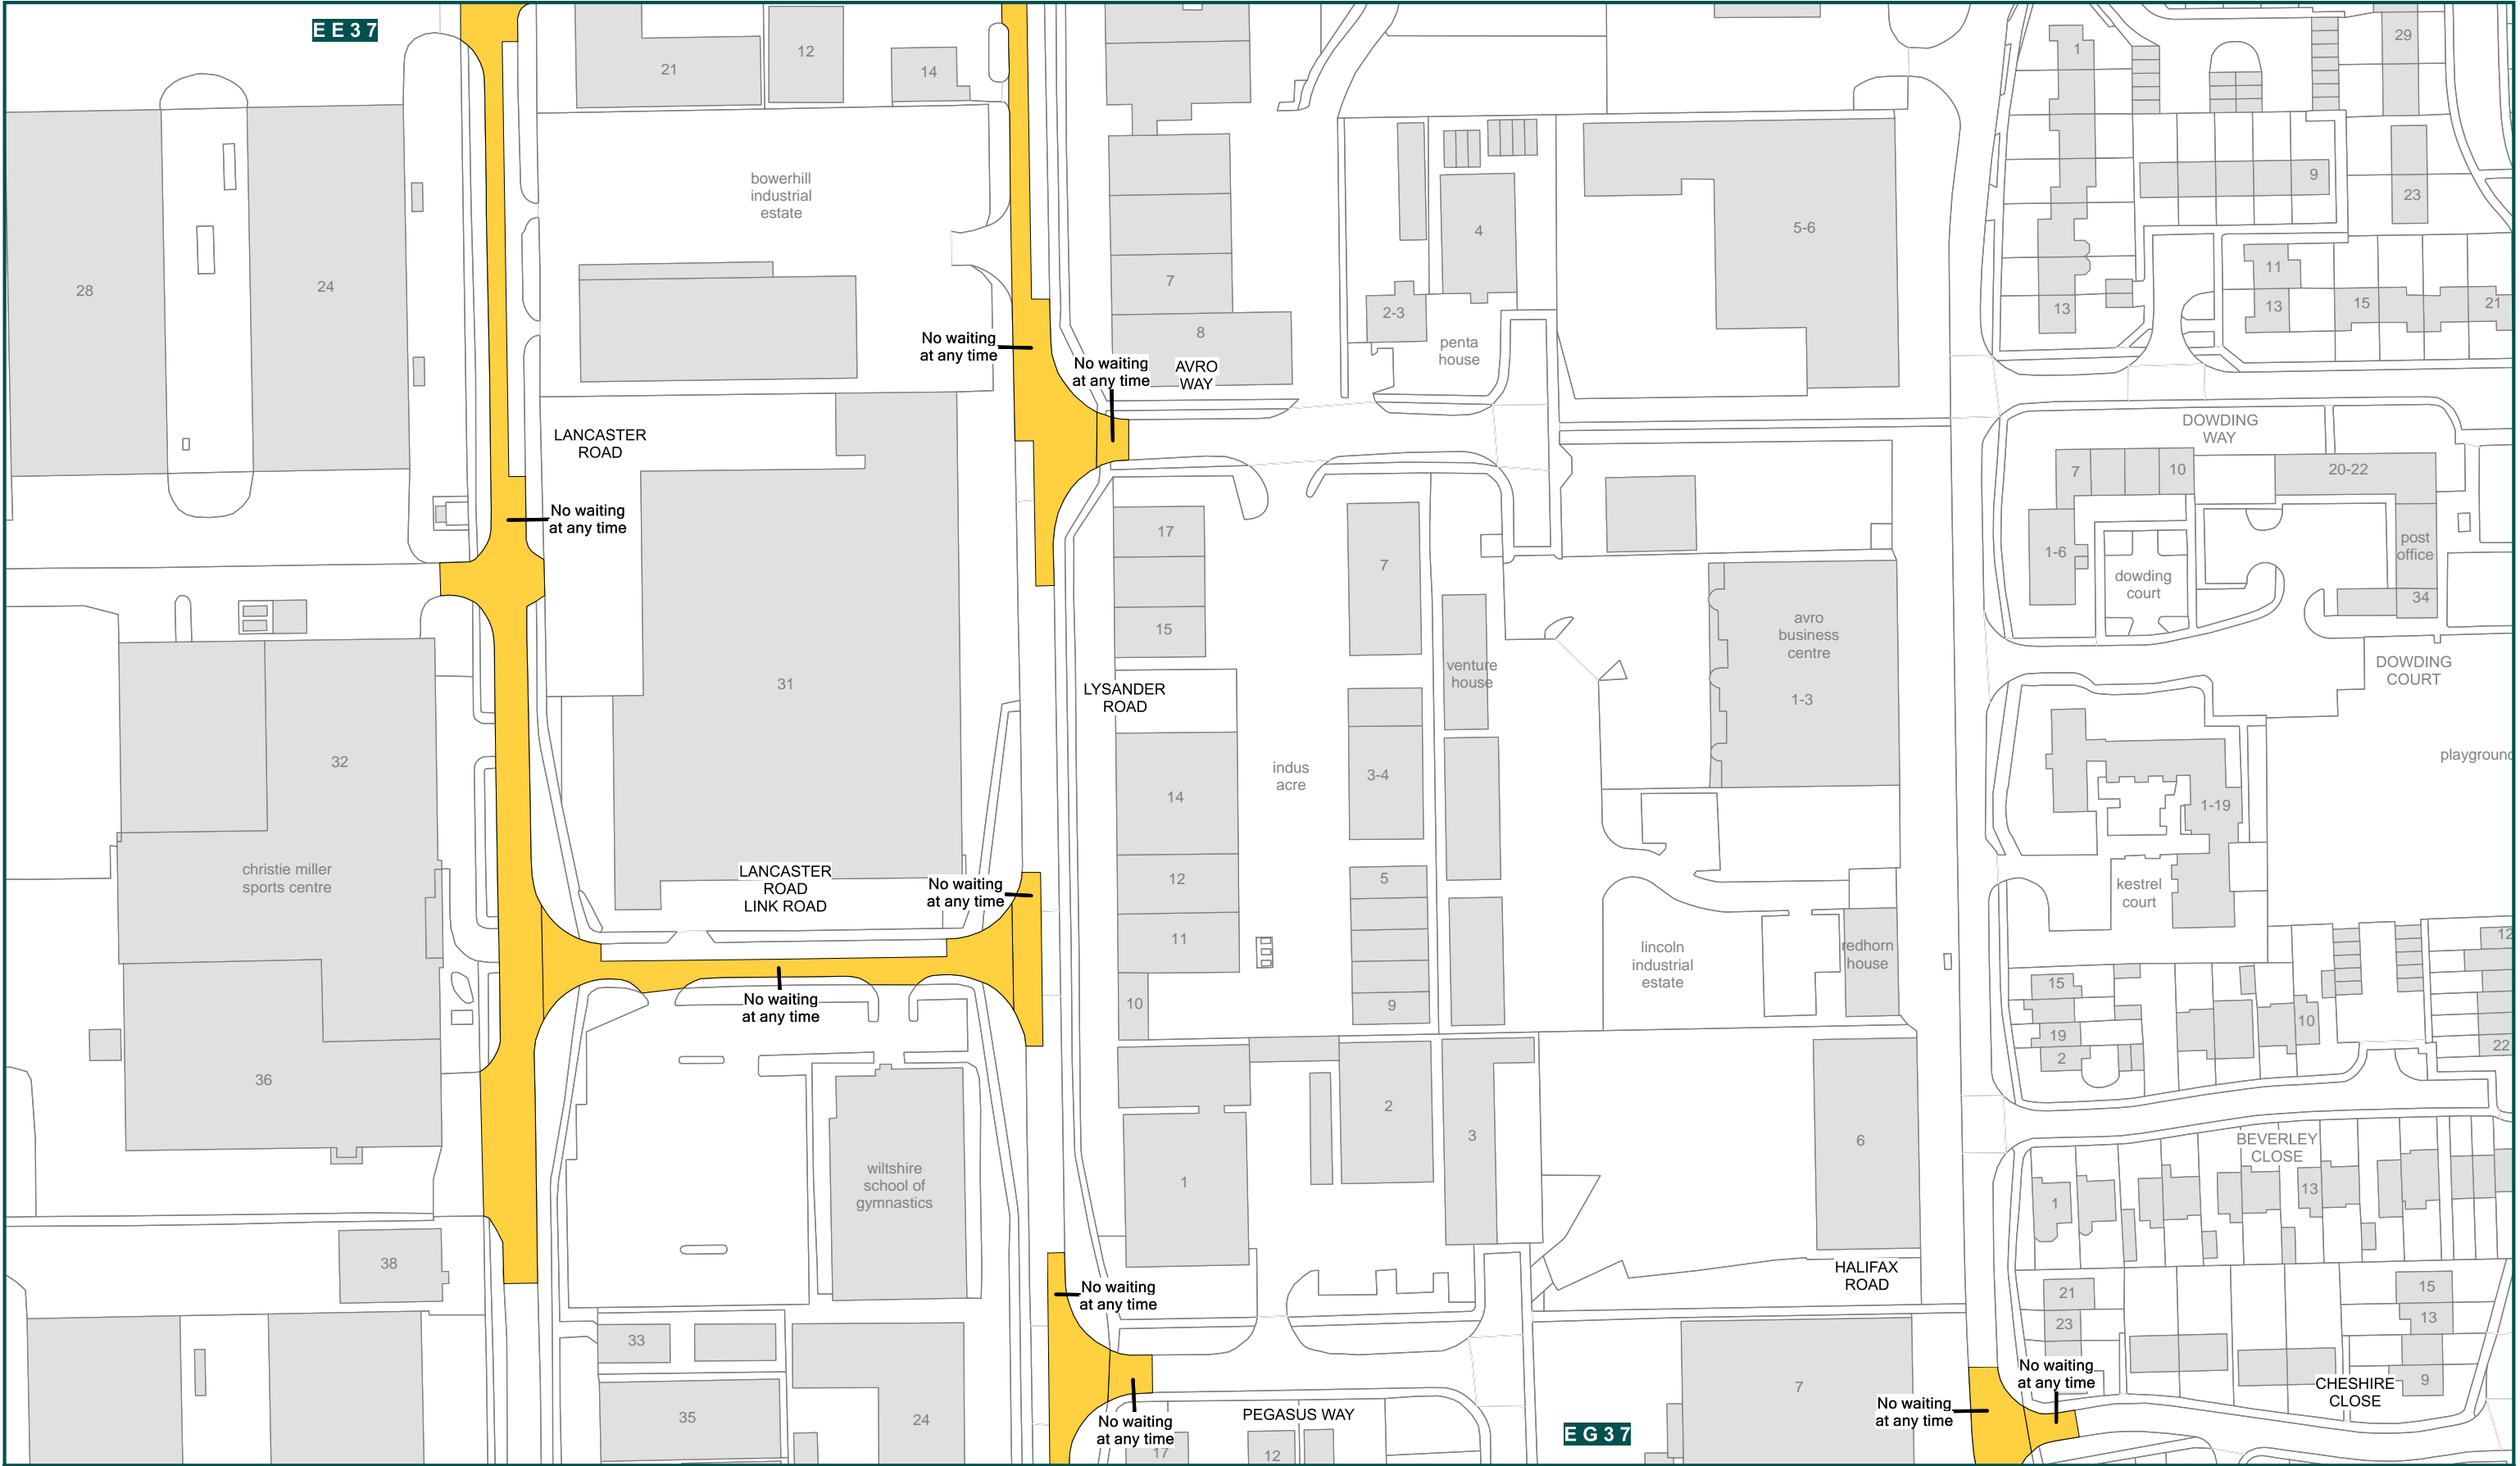 EE37
21
12
14
bowerhill
industrial
estate
28
24
7
8
No waiting
at any time
No waiting
at any time
AVRO
WAY
4
2-3
penta
house
5-6
1
29
9
23
11
13
13
15
21
LANCASTER
ROAD
No waiting
at any time
DOWDING
WAY
7
10
20-22
1-6
dowding
court
post
office
34
DOWDING
COURT
17
15
7
venture
house
avro
business
centre
1-3
31
32
LYSANDER
ROAD
indus
acre
3-4
14
12
11
10
5
9
playground
1-19
kestrel
court
christie miller
sports centre
LANCASTER
ROAD
LINK ROAD
No waiting
at any time
No waiting
at any time
lincoln
industrial
estate
redhorn
house
12
15
19
2
10
22
36
wiltshire
school of
gymnastics
1
2
3
6
BEVERLEY
CLOSE
1
13
38
No waiting
at any time
HALIFAX
ROAD
21
23
15
13
9
33
35
24
No waiting
at any time
17
PEGASUS WAY
12
EG37
7
No waiting
at any time
No waiting
at any time
CHESHIRE
CLOSE